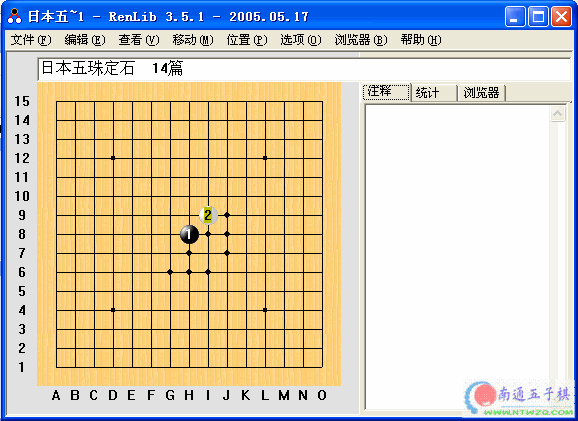 日本五~1 - RenLib 3.5.1 - 2005.05.17
文件(F) 编辑(E) 查看(V) 移动(M) 位置(P) 选项(O) 浏览器(B) 帮助(H)
日本五珠定石 14篇
注释 统计 浏览器
15
14
13
12
11
10
9 2
8 1
7
6
5
4
3
2
1
A B C D E F G H I J K L M N O
南通五子棋
WWW.NTWZQ.COM